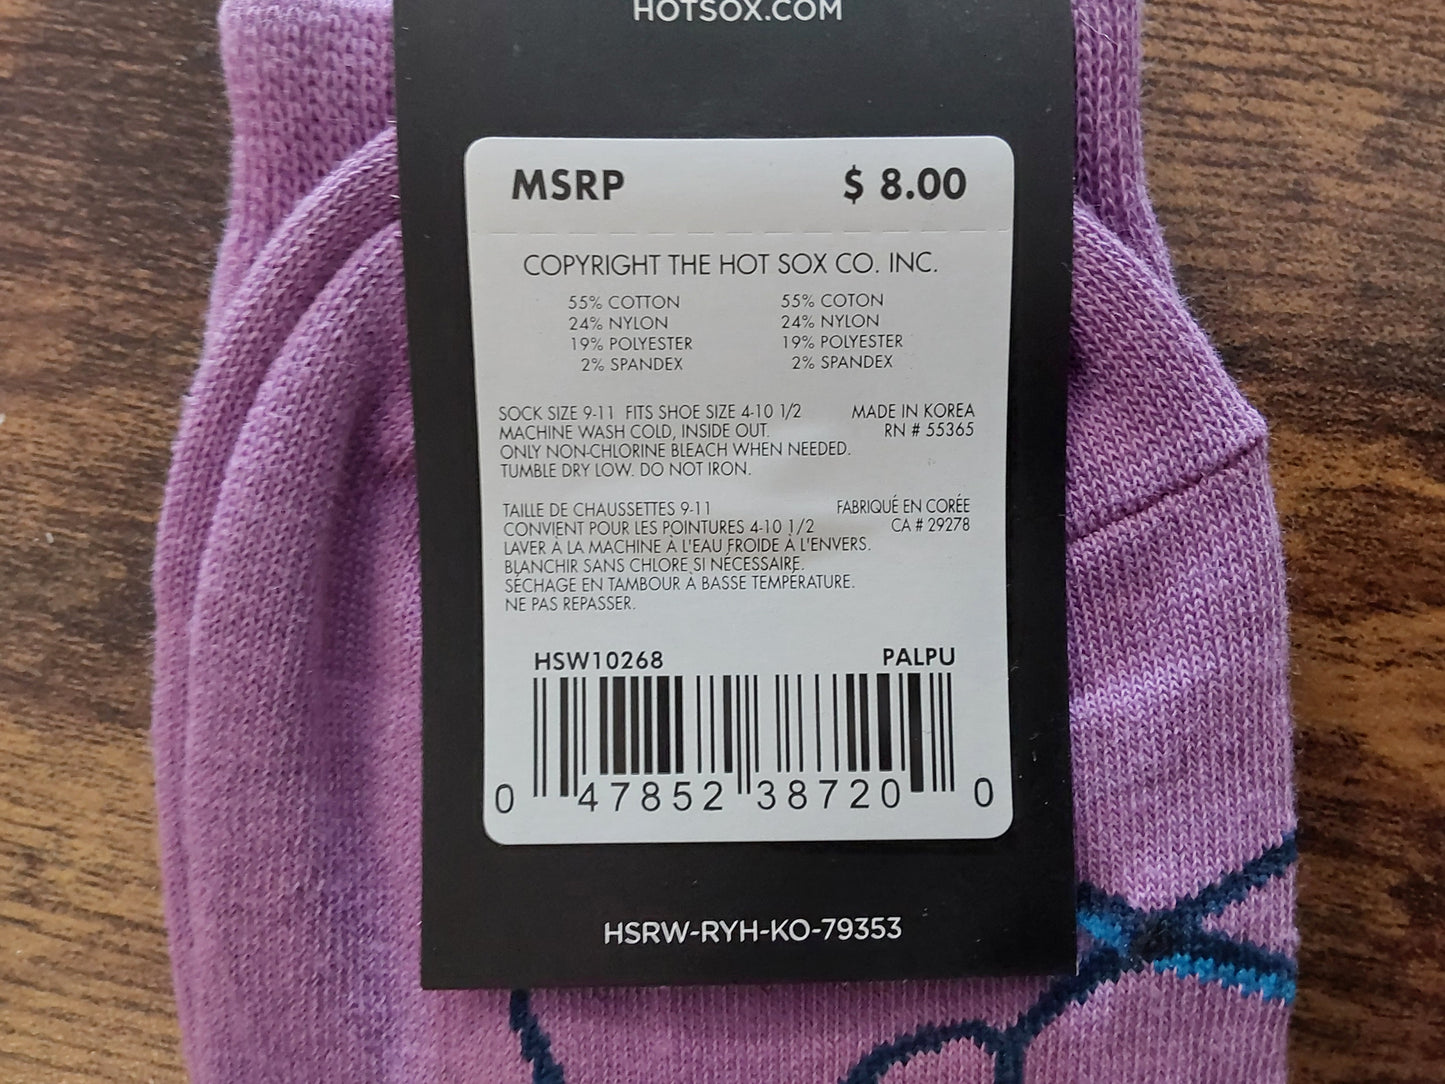 HOTSOX.COM
MSRP $ 8.00
COPYRIGHT THE HOT SOX CO. INC.
55% COTTON 55% COTON
24% NYLON 24% NYLON
19% POLYESTER 19% POLYESTER
2% SPANDEX 2% SPANDEX
SOCK SIZE 9-11 FITS SHOE SIZE 4-10 1/2 MADE IN KOREA
MACHINE WASH COLD, INSIDE OUT. RN # 55365
ONLY NON-CHLORINE BLEACH WHEN NEEDED.
TUMBLE DRY LOW. DO NOT IRON.
TAILLE DE CHAUSSETTES 9-11 FABRIQUÉ EN CORÉE
CONVIENT POUR LES POINTURES 4-10 1/2 CA # 29278
LAVER À LA MACHINE À L'EAU FROIDE À L'ENVERS.
BLANCHIR SANS CHLORE SI NÉCESSAIRE.
SÉCHAGE EN TAMBOUR À BASSE TEMPÉRATURE.
NE PAS REPASSER.
HSW10268 PALPU
0 47852 38720 0
HSRW-RYH-KO-79353